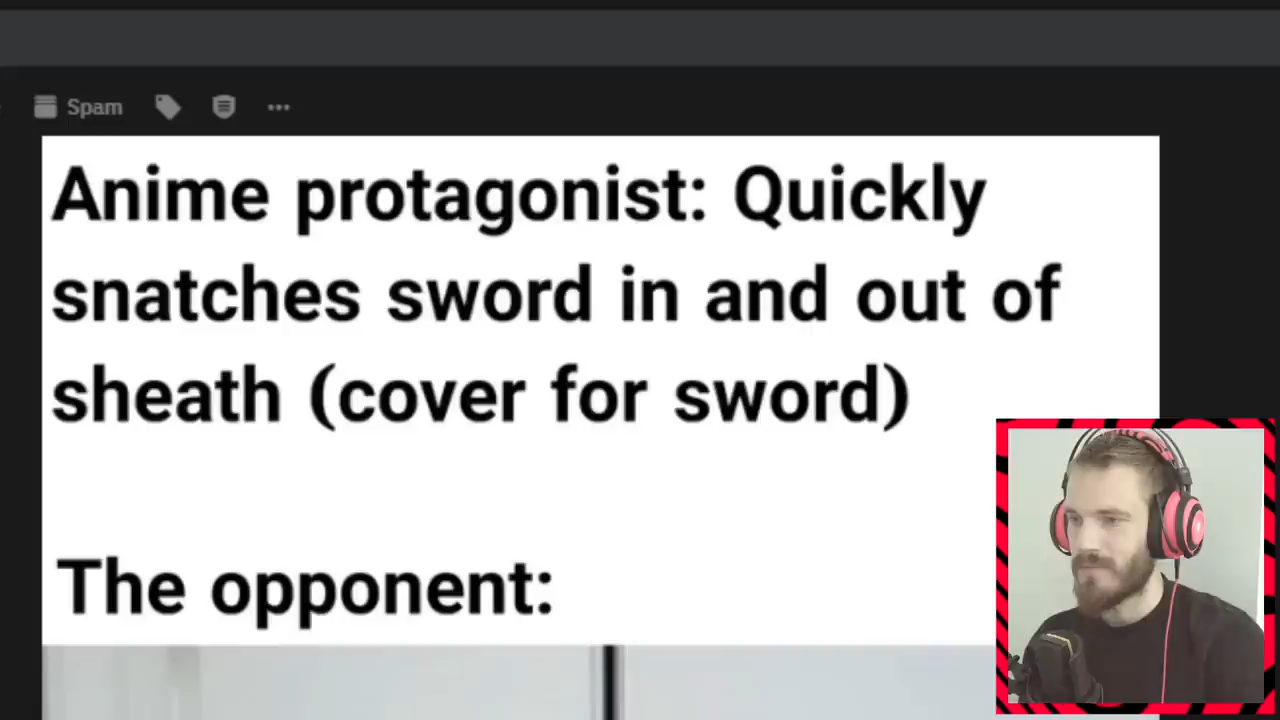 Spam
Anime protagonist: Quickly
snatches sword in and out of
sheath (cover for sword)
The opponent: